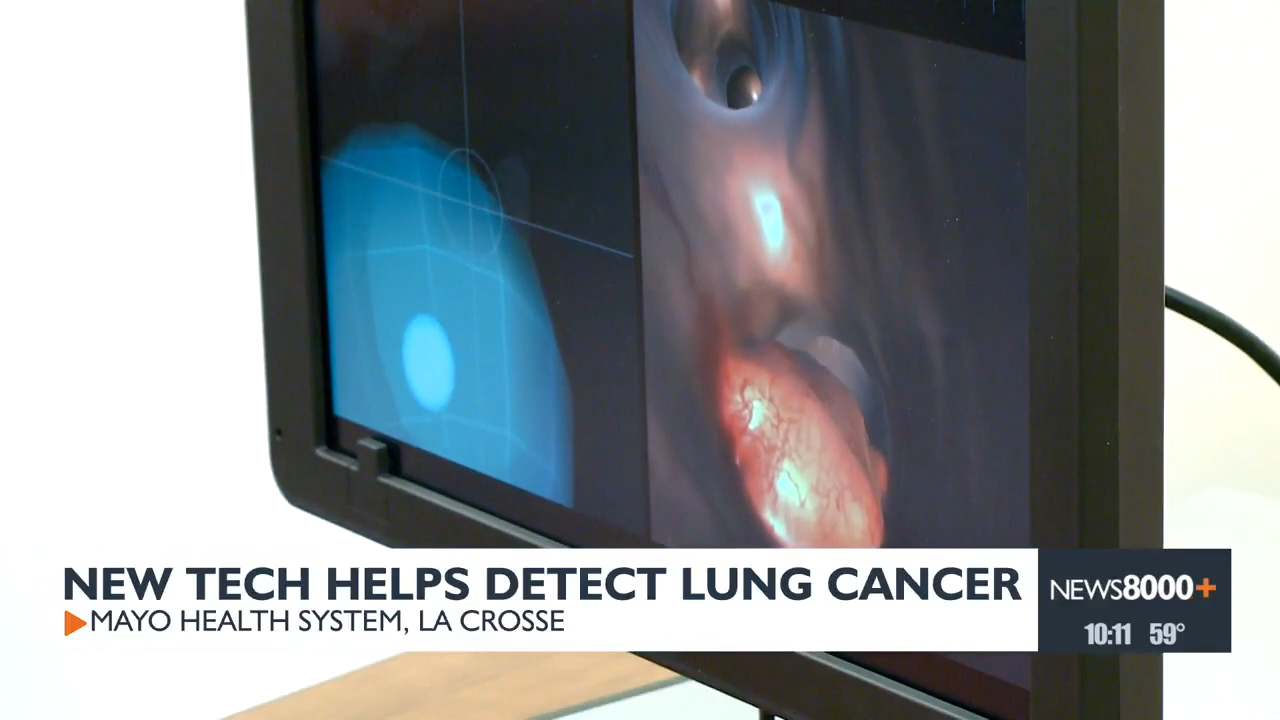 NEW TECH HELPS DETECT LUNG CANCER
MAYO HEALTH SYSTEM, LA CROSSE
NEWS8000+
10:11 59°